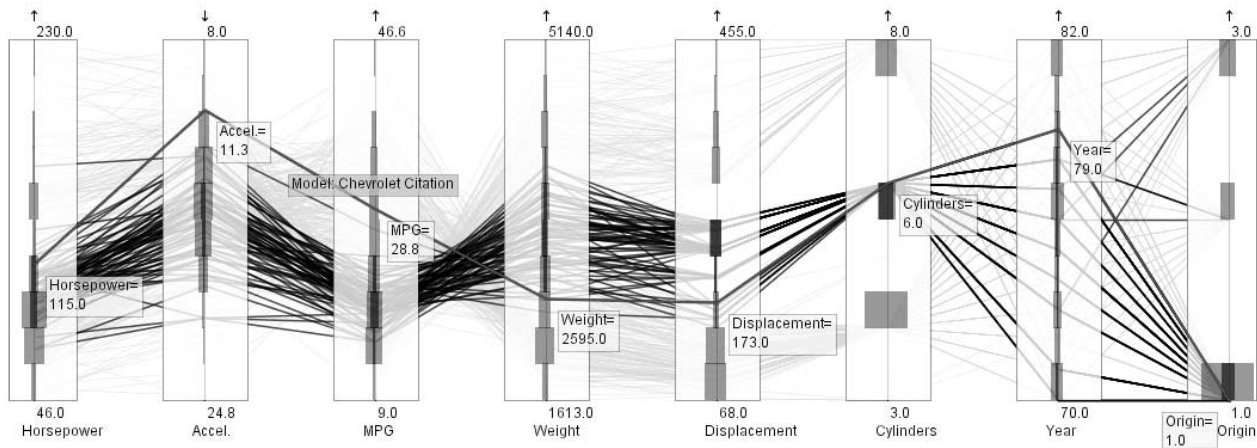 ↑ ↓ ↑ ↑ ↑ ↑ ↑ ↑
230.0 8.0 46.6 5140.0 455.0 8.0 82.0 3.0
Accel.=
11.3
Year=
79.0
Model: Chevrolet Citation
Cylinders=
6.0
MPG=
28.8
Horsepower=
115.0
Weight=
2595.0
Displacement=
173.0
46.0 24.8 9.0 1613.0 68.0 3.0 70.0 1.0
Origin=
1.0
Horsepower Accel. MPG Weight Displacement Cylinders Year Origin